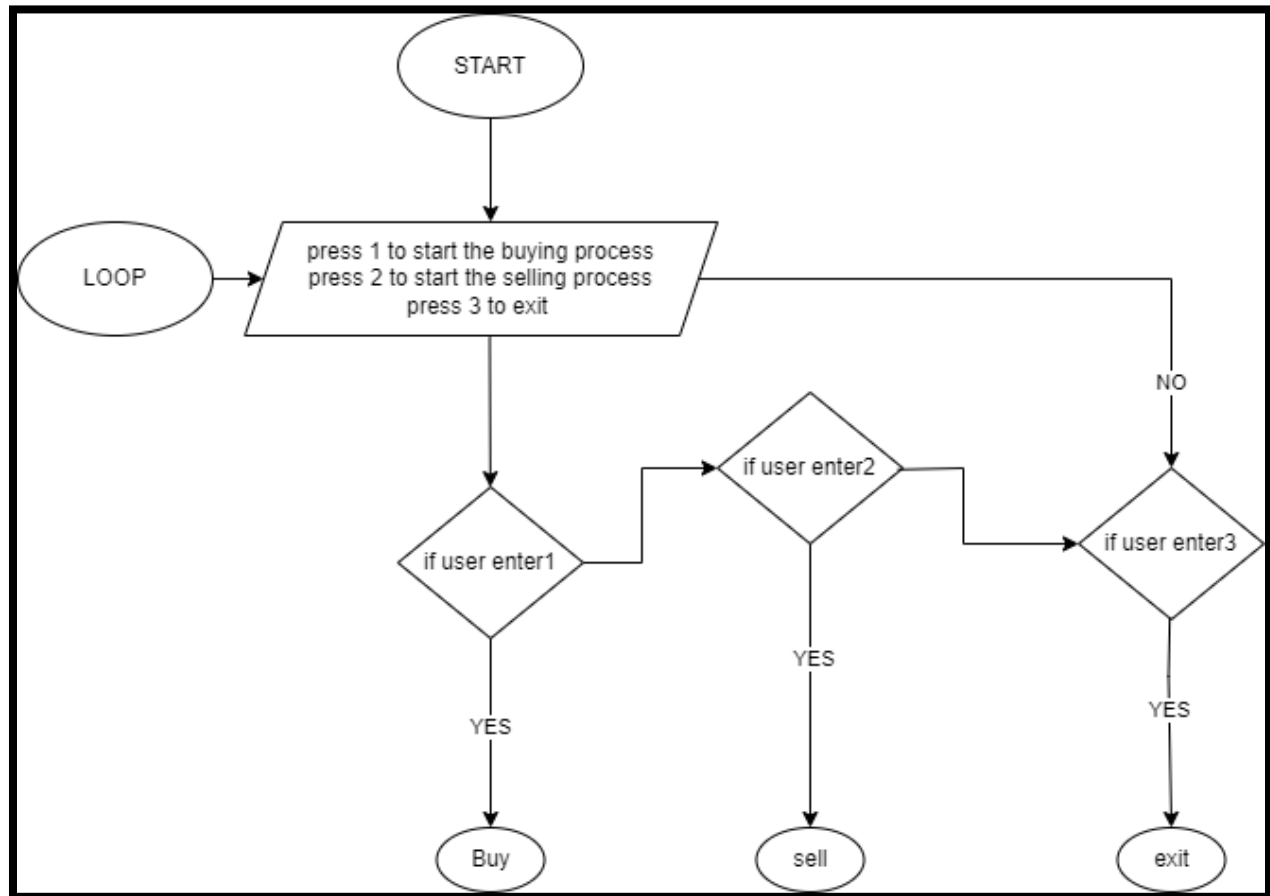 START
LOOP
press 1 to start the buying process
press 2 to start the selling process
press 3 to exit
NO
if user enter2
if user enter3
if user enter1
YES
YES
YES
Buy
sell
exit